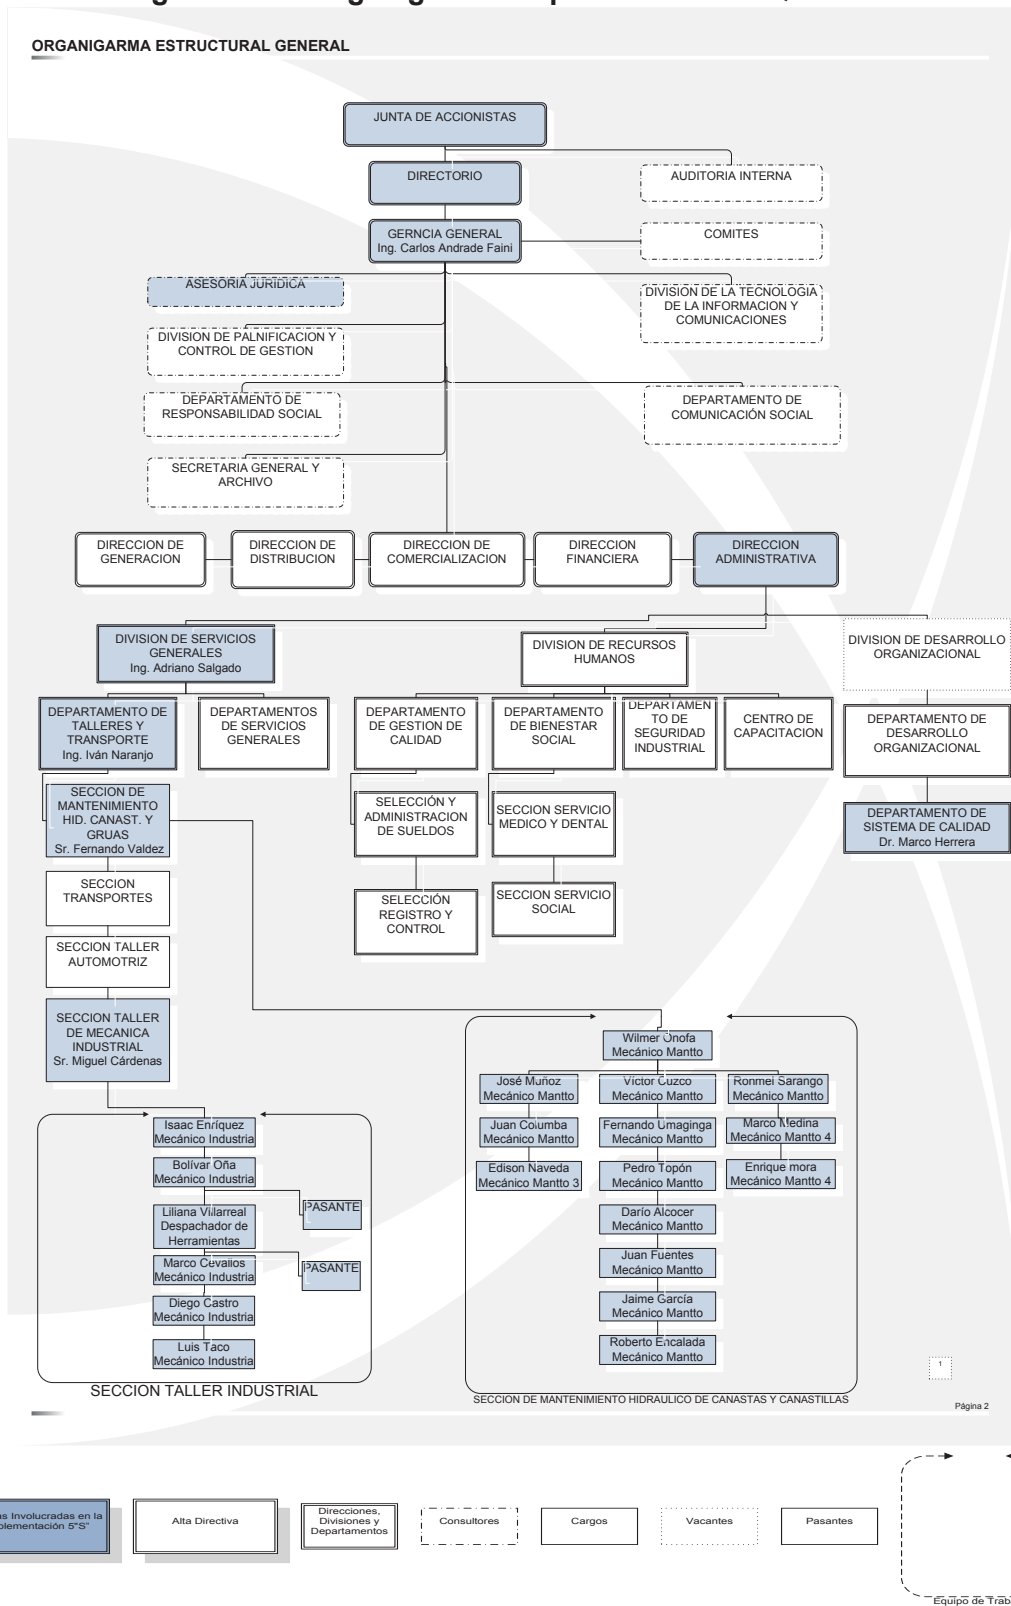 ORGANIGARMA ESTRUCTURAL GENERAL
JUNTA DE ACCIONISTAS
DIRECTORIO
AUDITORIA INTERNA
GERNCIA GENERAL
Ing. Carlos Andrade Faini
COMITES
ASESORIA JURIDICA
DIVISION DE LA TECNOLOGIA
DE LA INFORMACION Y
COMUNICACIONES
DIVISION DE PALNIFICACION Y
CONTROL DE GESTION
DEPARTAMENTO DE
RESPONSABILIDAD SOCIAL
DEPARTAMENTO DE
COMUNICACIÓN SOCIAL
SECRETARIA GENERAL Y
ARCHIVO
DIRECCION DE
GENERACION
DIRECCION DE
DISTRIBUCION
DIRECCION DE
COMERCIALIZACION
DIRECCION
FINANCIERA
DIRECCION
ADMINISTRATIVA
DIVISION DE SERVICIOS
GENERALES
Ing. Adriano Salgado
DIVISION DE RECURSOS
HUMANOS
DIVISION DE DESARROLLO
ORGANIZACIONAL
DEPARTAMENTO DE
TALLERES Y
TRANSPORTE
Ing. Iván Naranjo
DEPARTAMENTOS
DE SERVICIOS
GENERALES
DEPARTAMENTO
DE GESTION DE
CALIDAD
DEPARTAMENTO
DE BIENESTAR
SOCIAL
DEPARTAMEN
TO DE
SEGURIDAD
INDUSTRIAL
CENTRO DE
CAPACITACION
DEPARTAMENTO DE
DESARROLLO
ORGANIZACIONAL
SECCION DE
MANTENIMIENTO
HID. CANAST. Y
GRUAS
Sr. Fernando Valdez
SELECCIÓN Y
ADMINISTRACION
DE SUELDOS
SECCION SERVICIO
MEDICO Y DENTAL
DEPARTAMENTO DE
SISTEMA DE CALIDAD
Dr. Marco Herrera
SECCION
TRANSPORTES
SELECCIÓN
REGISTRO Y
CONTROL
SECCION SERVICIO
SOCIAL
SECCION TALLER
AUTOMOTRIZ
SECCION TALLER
DE MECANICA
INDUSTRIAL
Sr. Miguel Cárdenas
Wilmer Onofa
Mecánico Mantto
José Muñoz
Mecánico Mantto
Víctor Cuzco
Mecánico Mantto
Ronmel Sarango
Mecánico Mantto
Juan Columba
Mecánico Mantto
Fernando Umaginga
Mecánico Mantto
Marco Medina
Mecánico Mantto 4
Edison Naveda
Mecánico Mantto 3
Pedro Topón
Mecánico Mantto
Enrique mora
Mecánico Mantto 4
Darío Alcocer
Mecánico Mantto
Juan Fuentes
Mecánico Mantto
Jaime García
Mecánico Mantto
Roberto Encalada
Mecánico Mantto
Isaac Enríquez
Mecánico Industria
Bolívar Oña
Mecánico Industria
PASANTE
Liliana Villarreal
Despachador de
Herramientas
Marco Cevallos
Mecánico Industria
PASANTE
Diego Castro
Mecánico Industria
Luis Taco
Mecánico Industria
SECCION TALLER INDUSTRIAL
SECCION DE MANTENIMIENTO HIDRAULICO DE CANASTAS Y CANASTILLAS
1
Página 2
Involucradas en la
5"S"
Alta Directiva
Direcciones,
Divisiones y
Departamentos
Consultores
Cargos
Vacantes
Pasantes
Equipo de